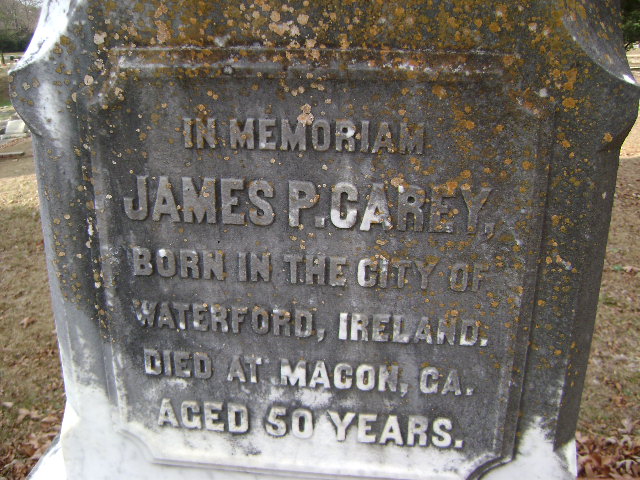 IN MEMORIAM
JAMES P. CAREY,
BORN IN THE CITY OF
WATERFORD, IRELAND.
DIED AT MACON, GA.
AGED 50 YEARS.